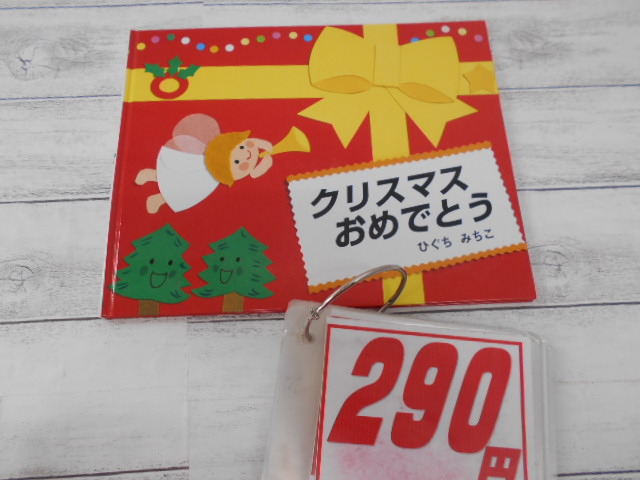 クリスマス
おめでとう
ひぐち みちこ
290
円